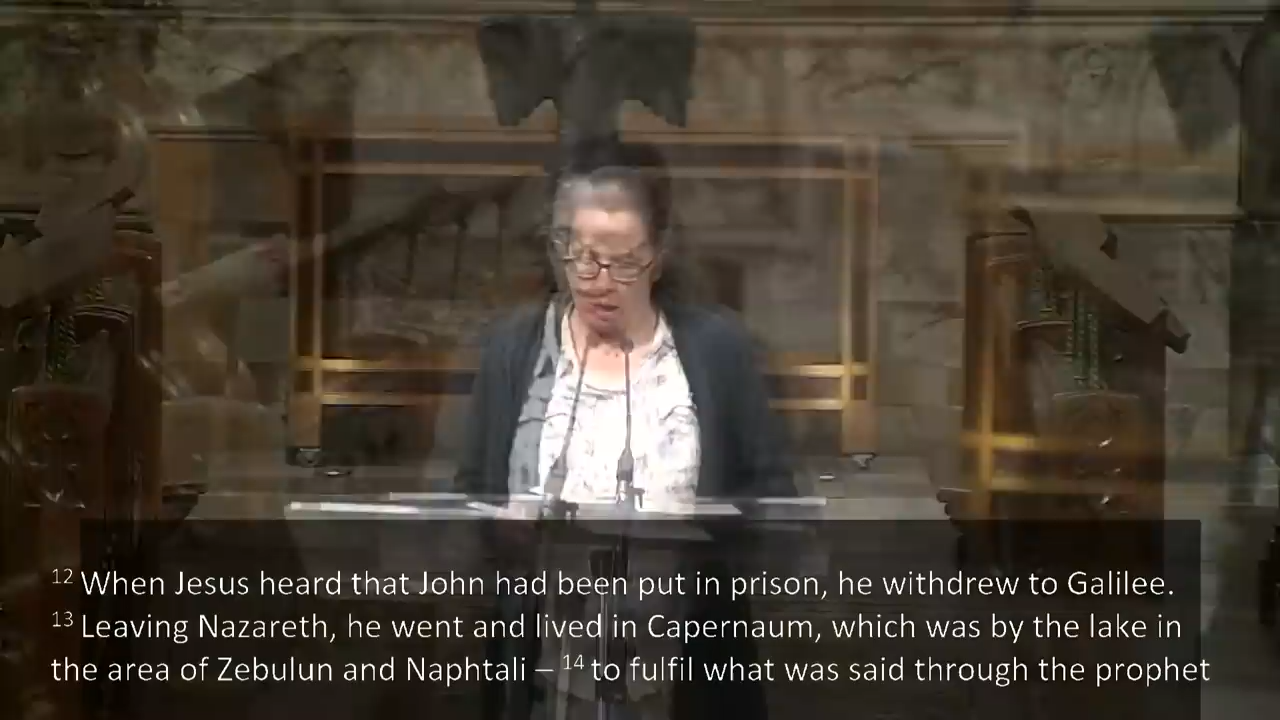 12 When Jesus heard that John had been put in prison, he withdrew to Galilee.
13 Leaving Nazareth, he went and lived in Capernaum, which was by the lake in
the area of Zebulun and Naphtali – 14 to fulfil what was said through the prophet